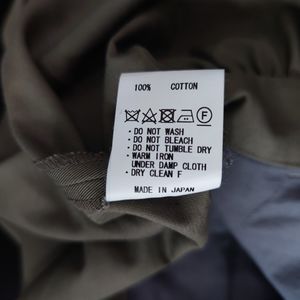 100% COTTON
F
・DO NOT WASH
・DO NOT BLEACH
・DO NOT TUMBLE DRY
・WARM IRON
UNDER DAMP CLOTH
・DRY CLEAN F
MADE IN JAPAN